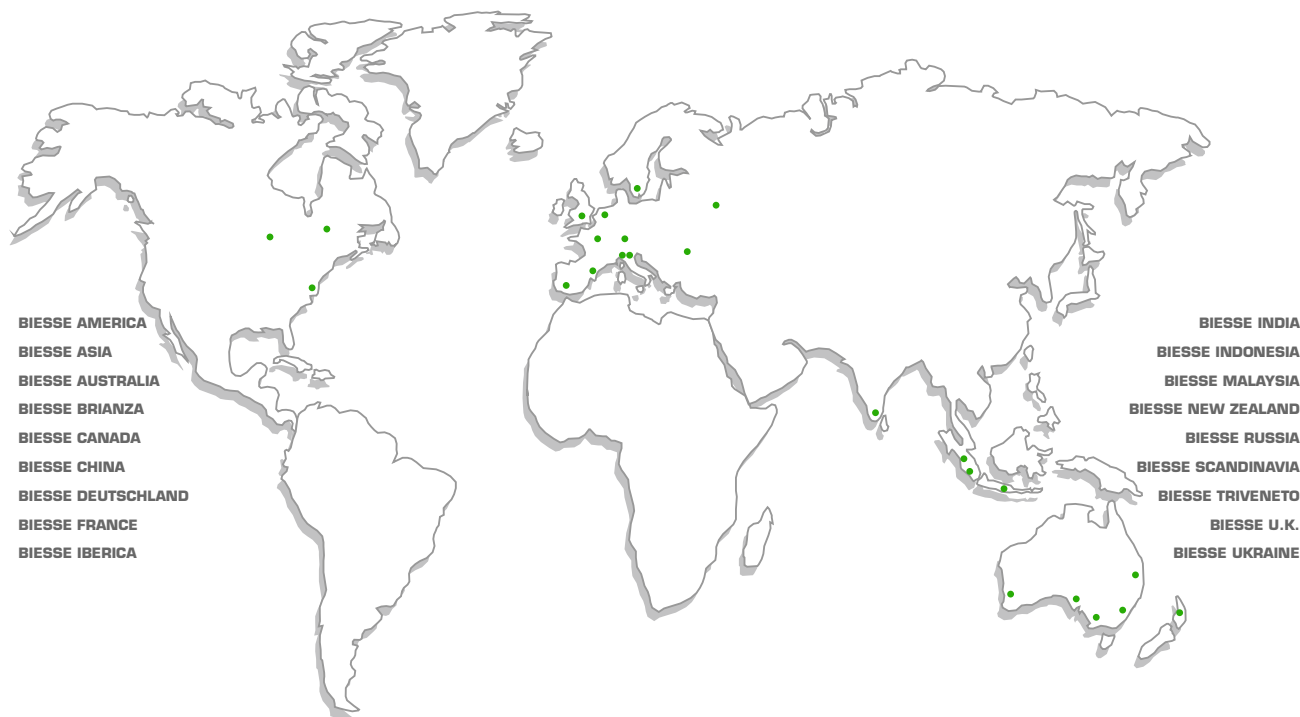 BIESSE AMERICA
BIESSE ASIA
BIESSE AUSTRALIA
BIESSE BRIANZA
BIESSE CANADA
BIESSE CHINA
BIESSE DEUTSCHLAND
BIESSE FRANCE
BIESSE IBERICA
BIESSE INDIA
BIESSE INDONESIA
BIESSE MALAYSIA
BIESSE NEW ZEALAND
BIESSE RUSSIA
BIESSE SCANDINAVIA
BIESSE TRIVENETO
BIESSE U.K.
BIESSE UKRAINE